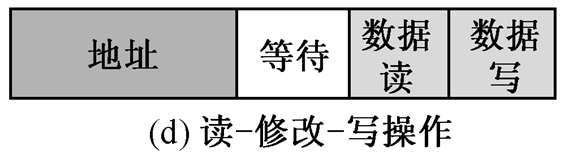 地址
等待
数据
读
数据
写
(d) 读-修改-写操作